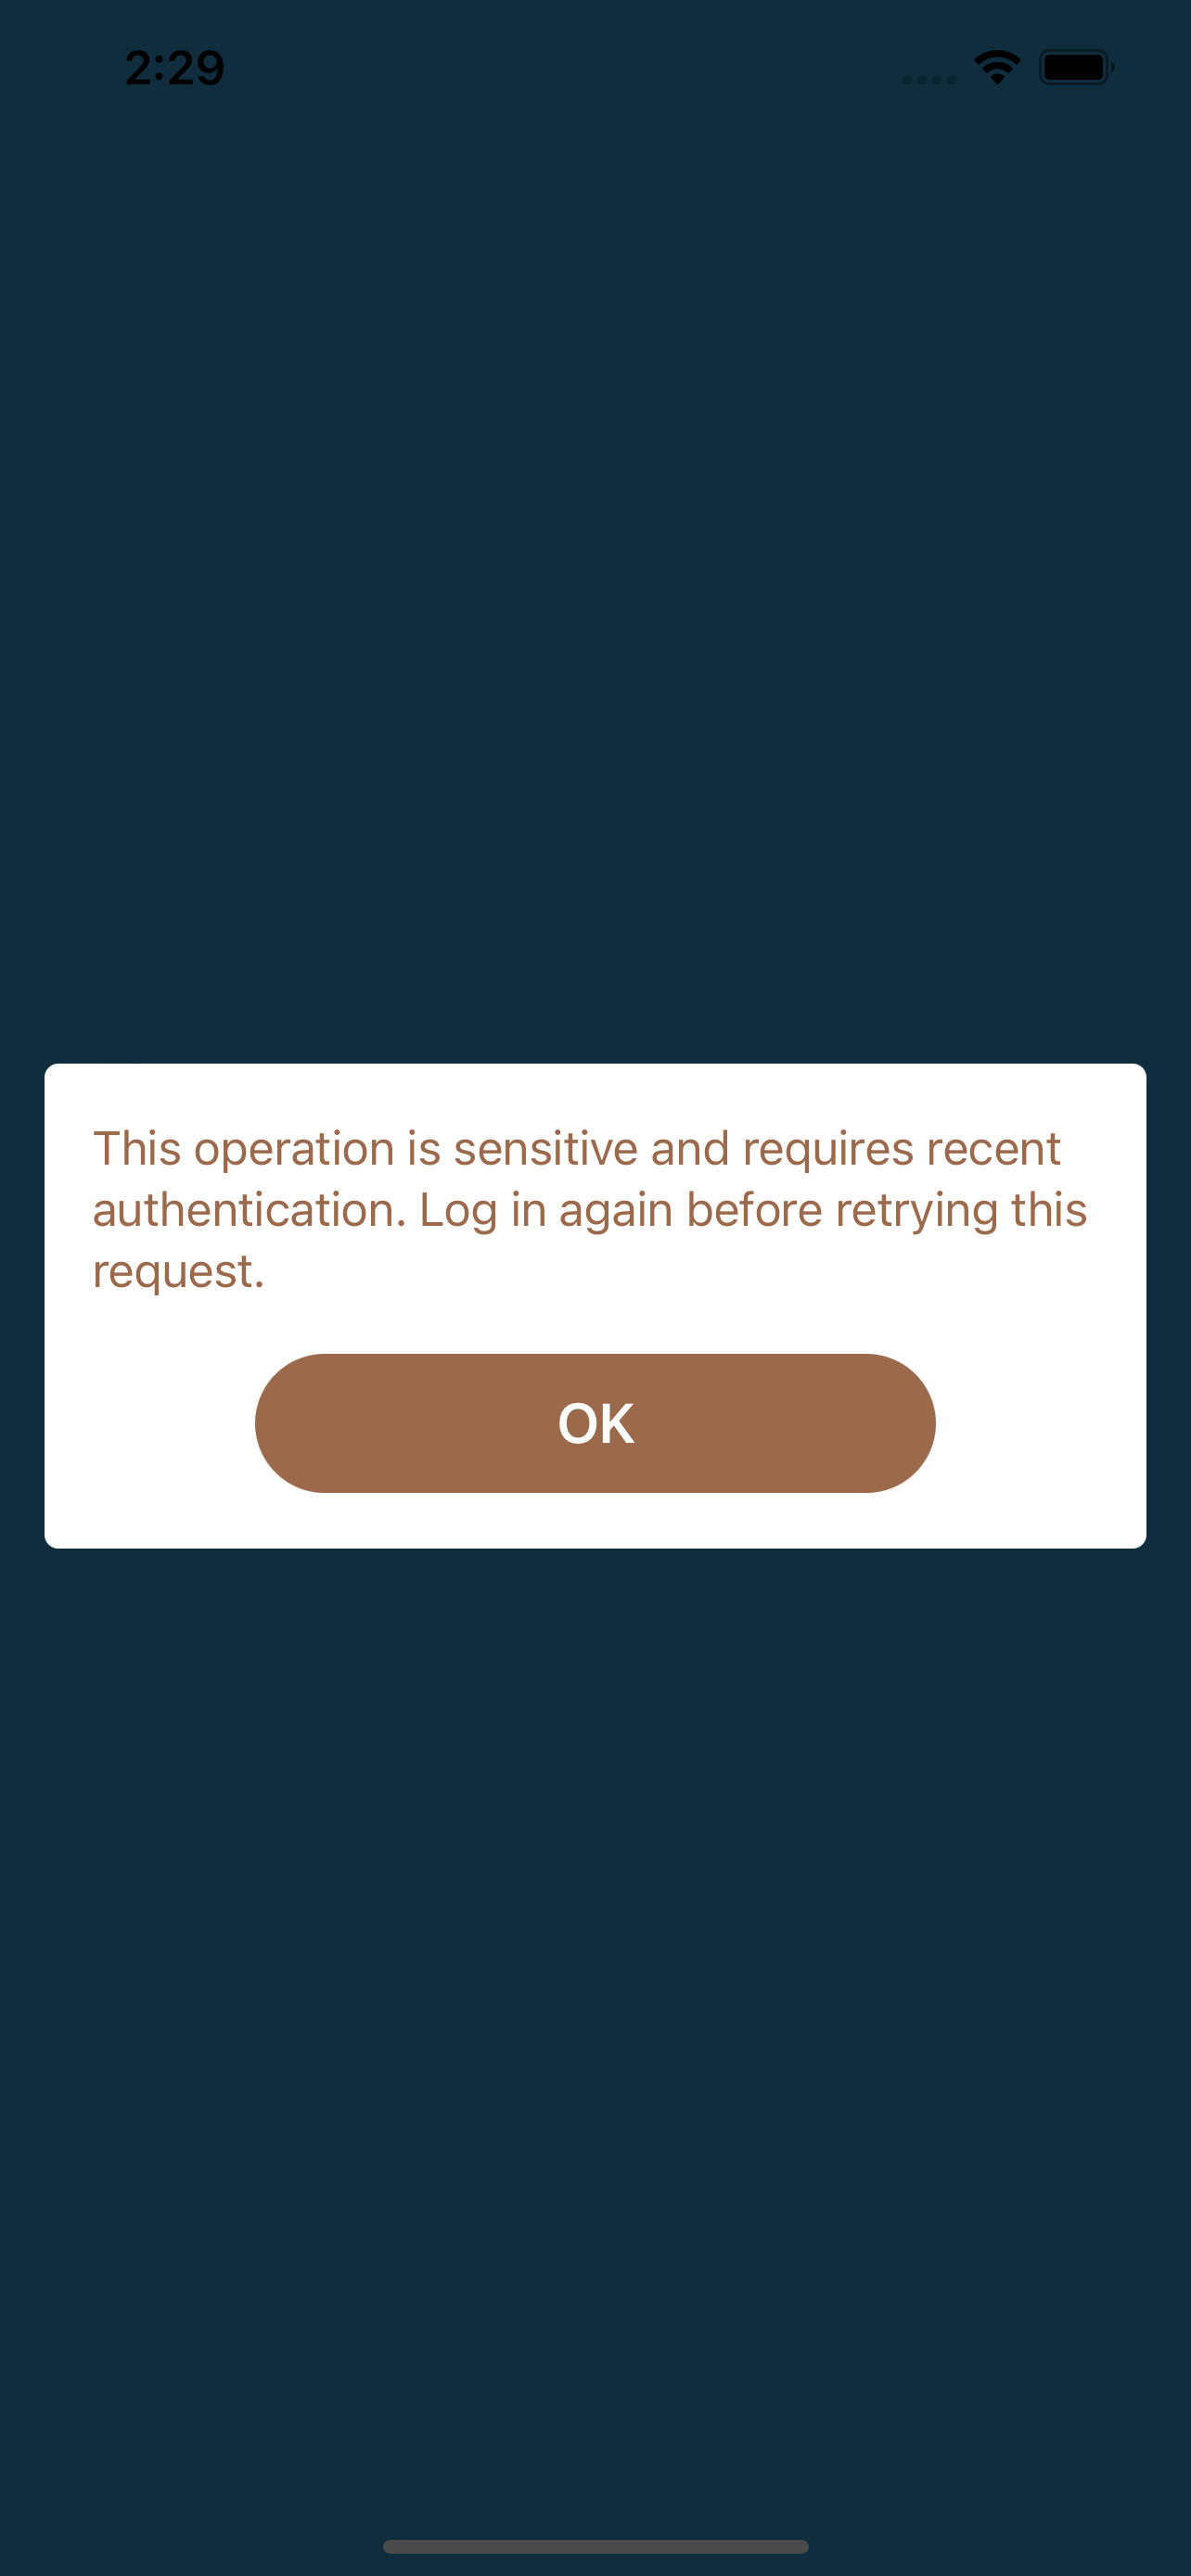 2:29
This operation is sensitive and requires recent
authentication. Log in again before retrying this
request.
OK